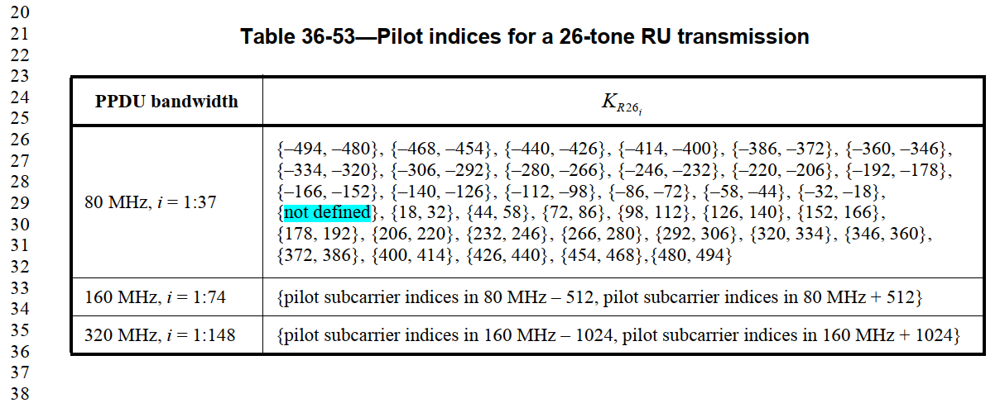 20
21
Table 36-53—Pilot indices for a 26-tone RU transmission
22
23
24
PPDU bandwidth K_{R26_i}
25
26
{–494, –480}, {–468, –454}, {–440, –426}, {–414, –400}, {–386, –372}, {–360, –346},
27
{–334, –320}, {–306, –292}, {–280, –266}, {–246, –232}, {–220, –206}, {–192, –178},
28
{–166, –152}, {–140, –126}, {–112, –98}, {–86, –72}, {–58, –44}, {–32, –18},
29
80 MHz, i = 1:37
{not defined}, {18, 32}, {44, 58}, {72, 86}, {98, 112}, {126, 140}, {152, 166},
30
{178, 192}, {206, 220}, {232, 246}, {266, 280}, {292, 306}, {320, 334}, {346, 360},
31
{372, 386}, {400, 414}, {426, 440}, {454, 468},{480, 494}
32
33
160 MHz, i = 1:74 {pilot subcarrier indices in 80 MHz – 512, pilot subcarrier indices in 80 MHz + 512}
34
35
320 MHz, i = 1:148 {pilot subcarrier indices in 160 MHz – 1024, pilot subcarrier indices in 160 MHz + 1024}
36
37
38